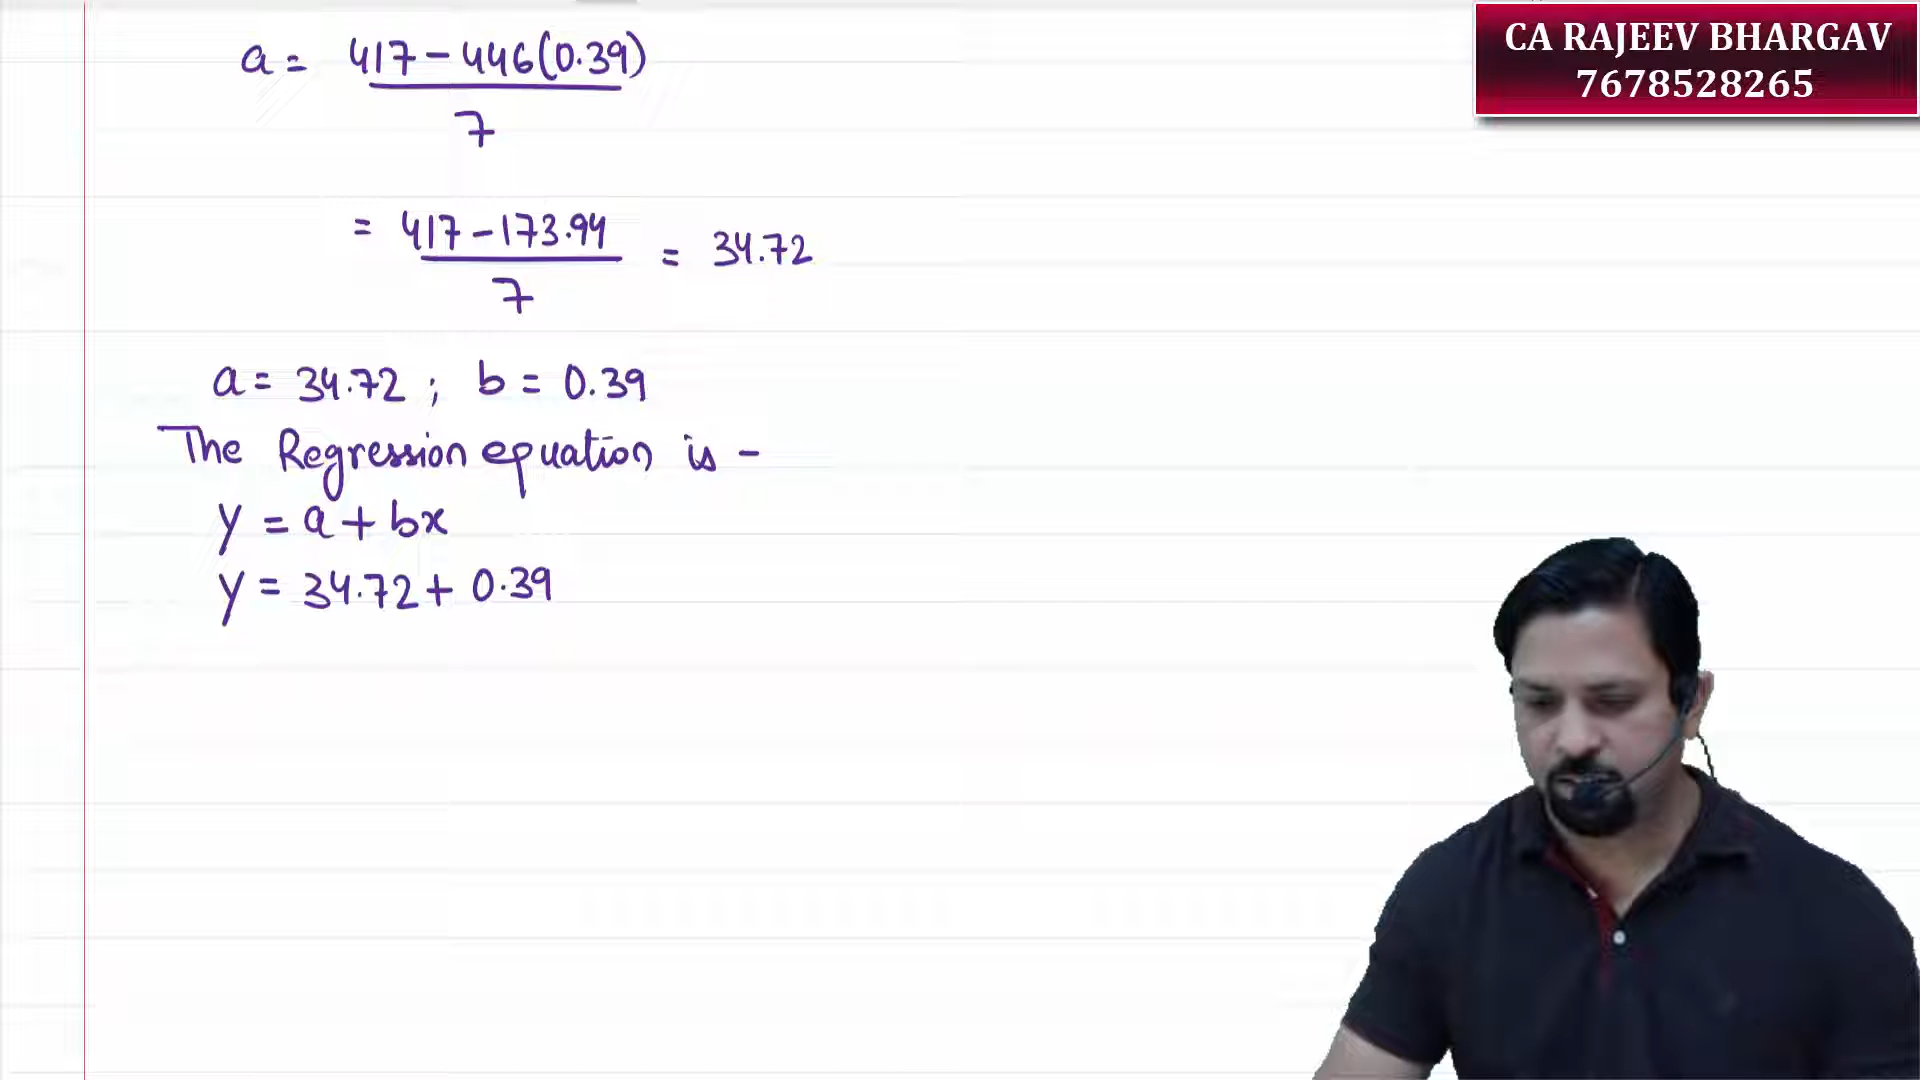 CA RAJEEV BHARGAV
7678528265
a = 417 - 446(0.39)
7
= 417 - 173.94 = 34.72
7
a = 34.72 ; b = 0.39
The Regression equation is -
y = a + bx
y = 34.72 + 0.39